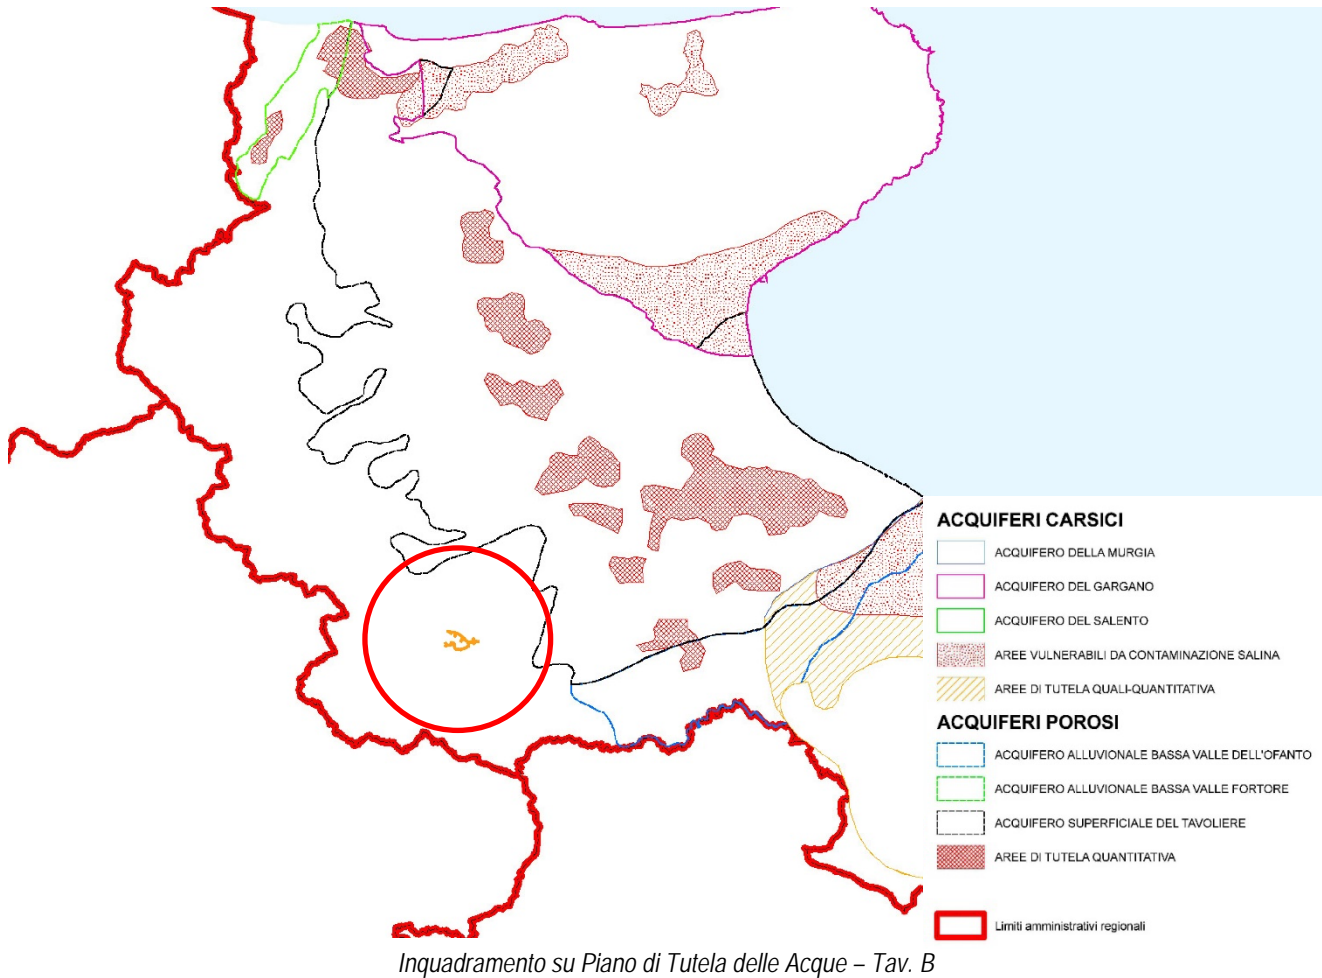 ACQUIFERI CARSICI
ACQUIFERO DELLA MURGIA
ACQUIFERO DEL GARGANO
ACQUIFERO DEL SALENTO
AREE VULNERABILI DA CONTAMINAZIONE SALINA
AREE DI TUTELA QUALI-QUANTITATIVA
ACQUIFERI POROSI
ACQUIFERO ALLUVIONALE BASSA VALLE DELL'OFANTO
ACQUIFERO ALLUVIONALE BASSA VALLE FORTORE
ACQUIFERO SUPERFICIALE DEL TAVOLIERE
AREE DI TUTELA QUANTITATIVA
Limiti amministrativi regionali
Inquadramento su Piano di Tutela delle Acque – Tav. B